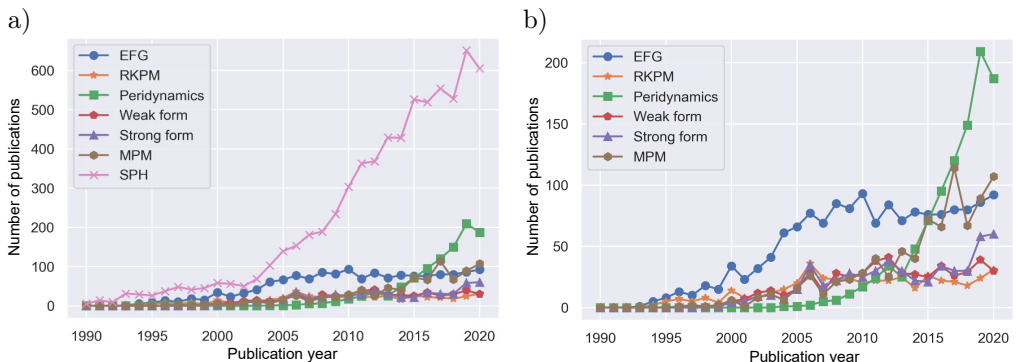 a)
Number of publications
600
500
400
300
200
100
0
EFG
RKPM
Peridynamics
Weak form
Strong form
MPM
SPH
1990
1995
2000
2005
2010
2015
2020
Publication year
b)
Number of publications
200
150
100
50
0
EFG
RKPM
Peridynamics
Weak form
Strong form
MPM
1990
1995
2000
2005
2010
2015
2020
Publication year